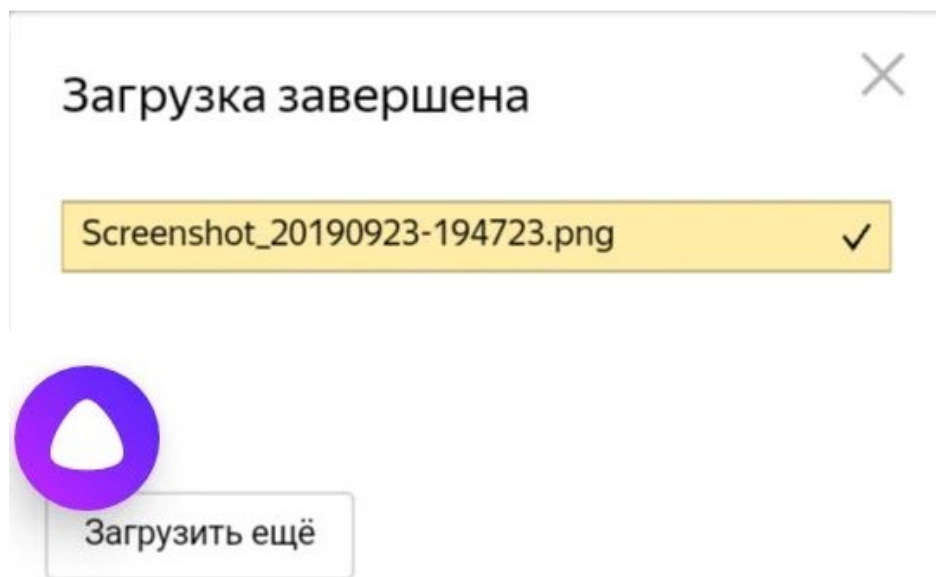 Загрузка завершена
Screenshot_20190923-194723.png
Загрузить ещё